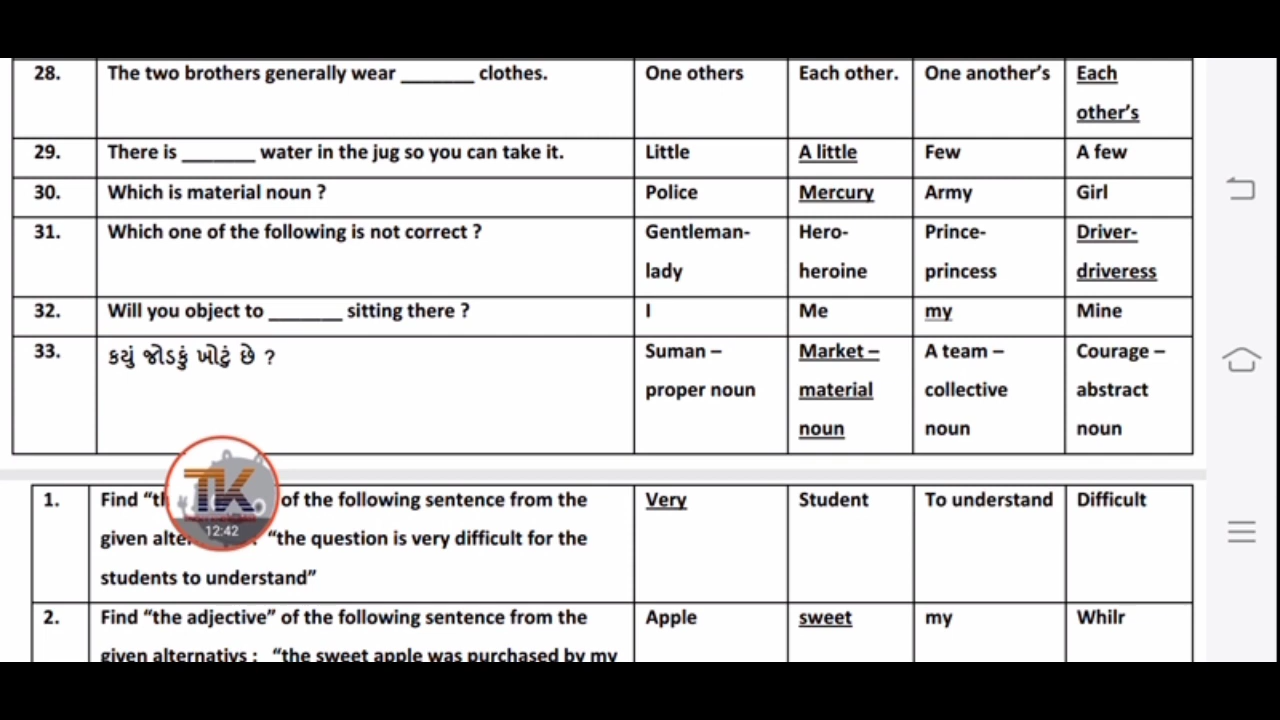 28. The two brothers generally wear _______ clothes. One others Each other. One another's Each
other's
29. There is _______ water in the jug so you can take it. Little A little Few A few
30. Which is material noun ? Police Mercury Army Girl
31. Which one of the following is not correct ? Gentleman- Hero- Prince- Driver-
lady heroine princess driveress
32. Will you object to _______ sitting there ? I Me my Mine
33. કયું જોડકું ખોટું છે ? Suman – Market – A team – Courage –
proper noun material collective abstract
noun noun noun
1. Find of the following sentence from the Very Student To understand Difficult
given "the question is very difficult for the
students to understand"
TK
12:42
2. Find "the adjective" of the following sentence from the Apple sweet my Whilr
given alternativs : "the sweet apple was purchased by my